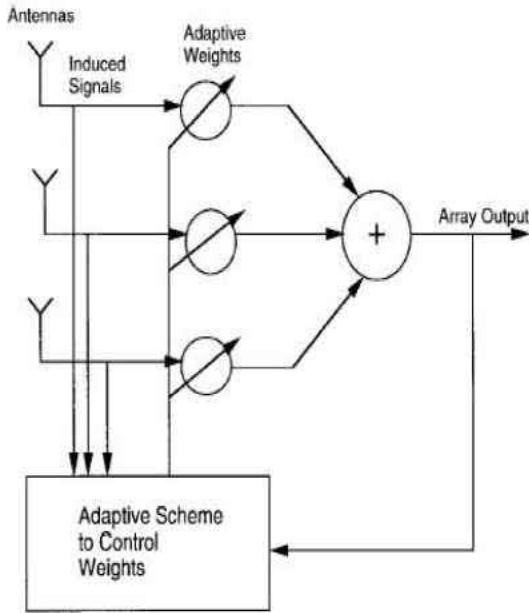 Antennas
Induced
Signals
Adaptive
Weights
+
Array Output
Adaptive Scheme
to Control
Weights